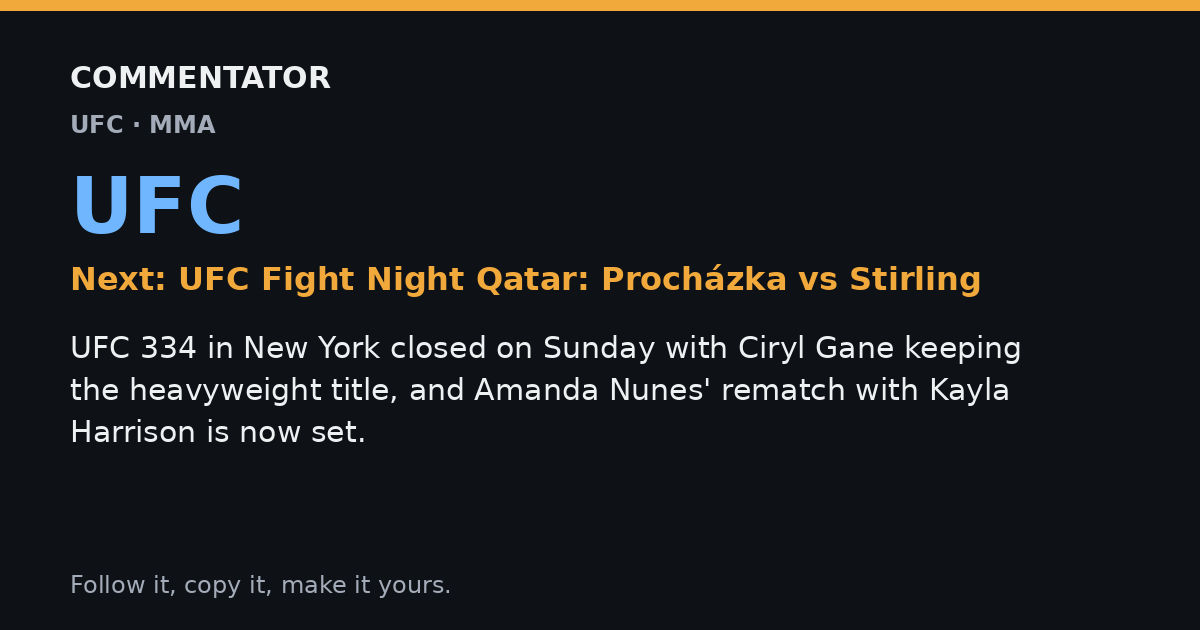 COMMENTATOR
UFC · MMA
UFC
Next: UFC Fight Night Qatar: Procházka vs Stirling
UFC 334 in New York closed on Sunday with Ciryl Gane keeping
the heavyweight title, and Amanda Nunes' rematch with Kayla
Harrison is now set.
Follow it, copy it, make it yours.